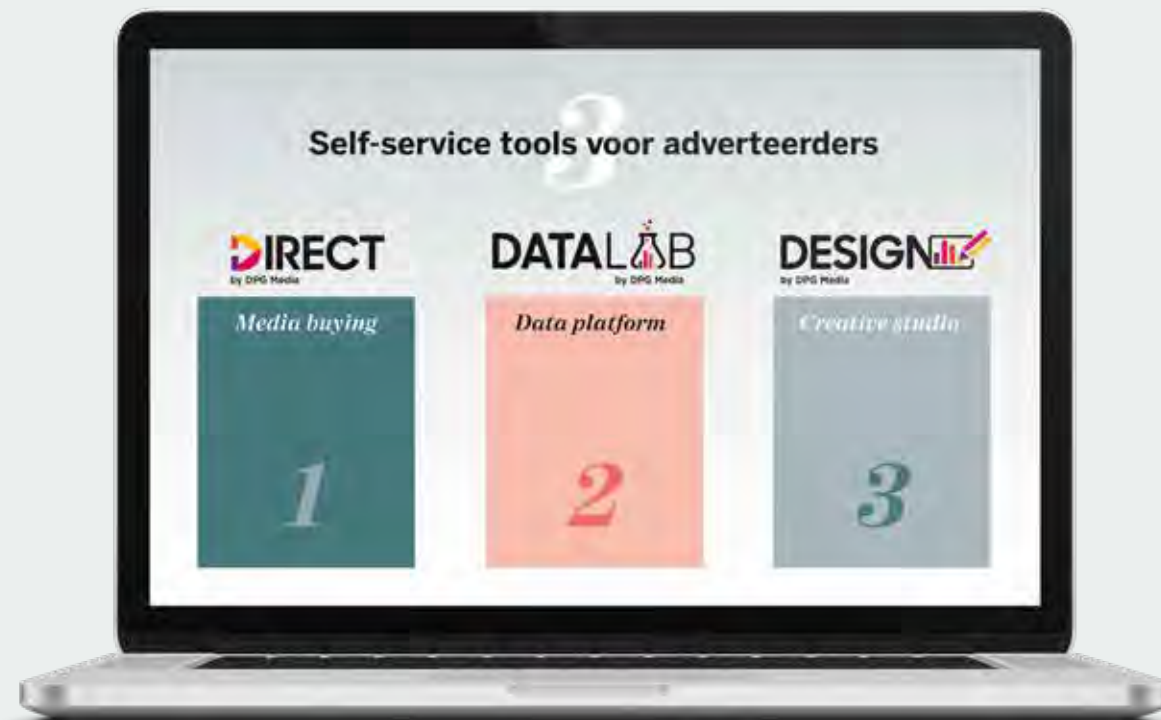 3
Self-service tools voor adverteerders
DIRECT
by DPG Media
Media buying
1
DATALAB
by DPG Media
Data platform
2
DESIGN
by DPG Media
Creative studio
3